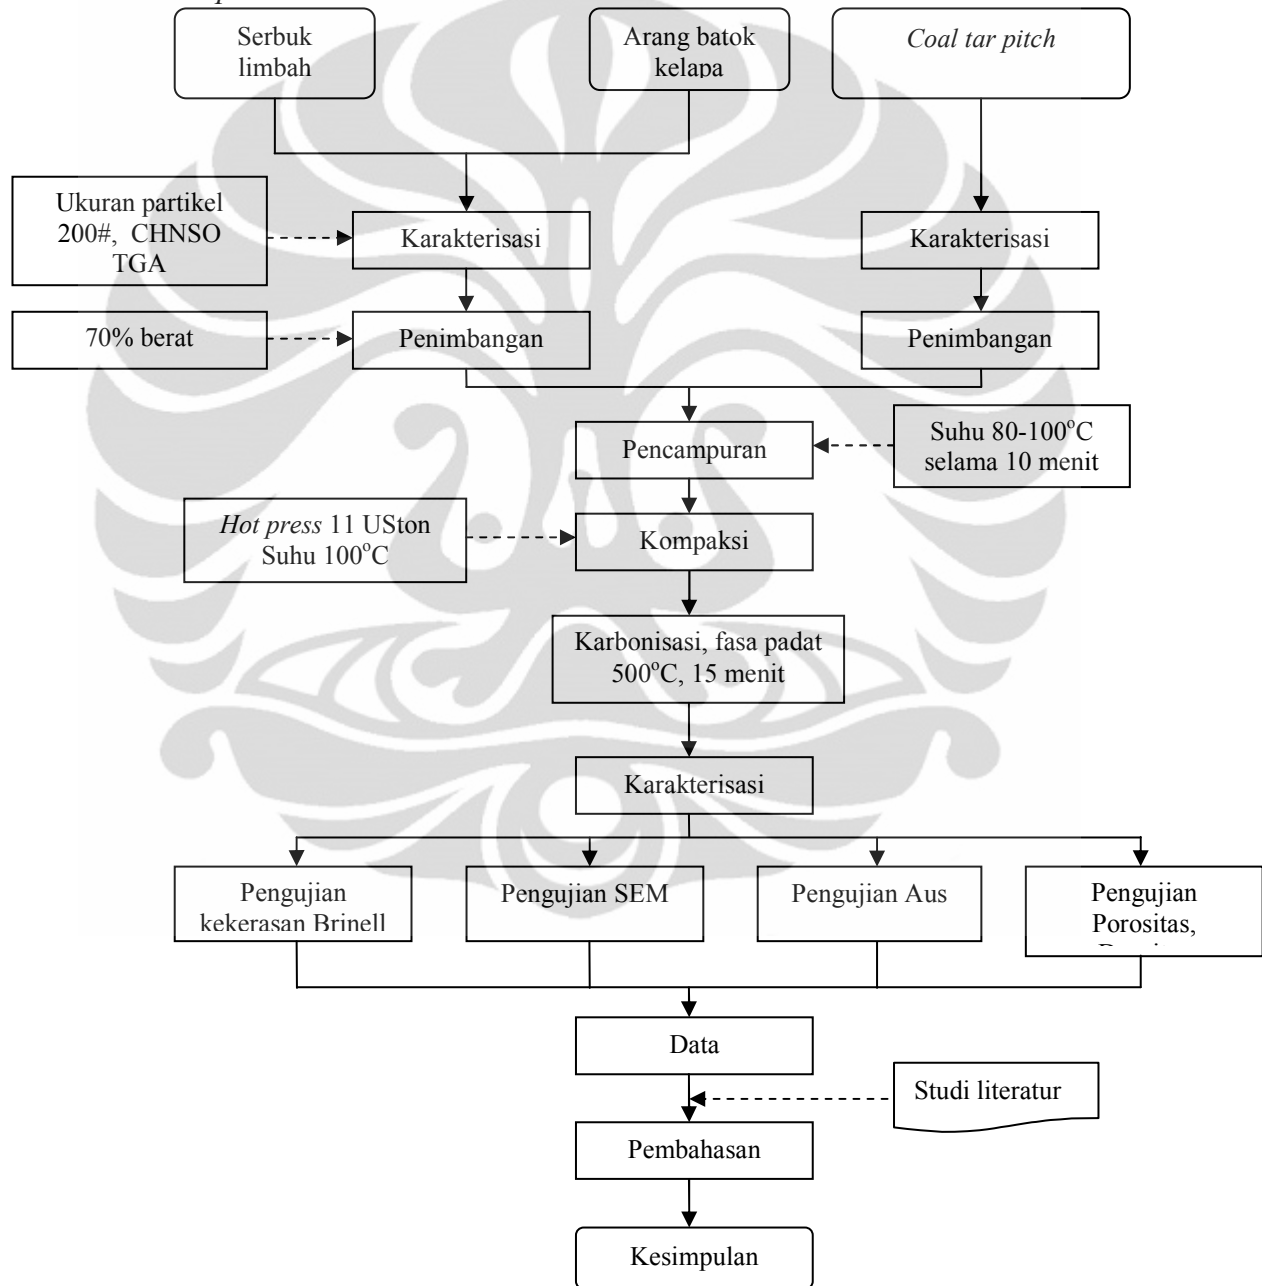 Serbuk
limbah
Arang batok
kelapa
Coal tar pitch
Ukuran partikel
200#, CHNSO
TGA
Karakterisasi
Karakterisasi
70% berat
Penimbangan
Penimbangan
Pencampuran
Suhu 80-100°C
selama 10 menit
Hot press 11 USton
Suhu 100°C
Kompaksi
Karbonisasi, fasa padat
500°C, 15 menit
Karakterisasi
Pengujian
kekerasan Brinell
Pengujian SEM
Pengujian Aus
Pengujian
Porositas,
Data
Studi literatur
Pembahasan
Kesimpulan